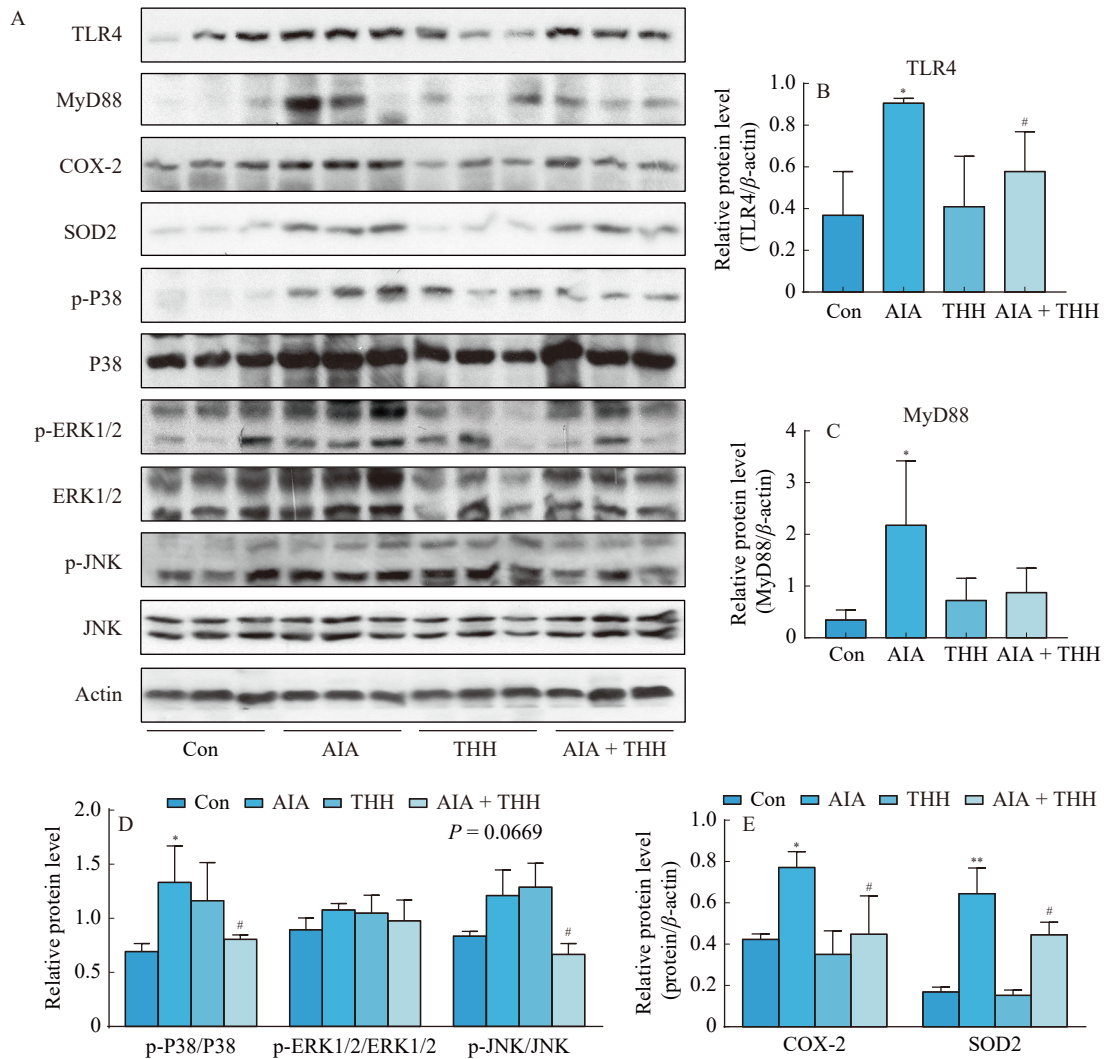 A
TLR4
MyD88
COX-2
SOD2
p-P38
P38
p-ERK1/2
ERK1/2
p-JNK
JNK
Actin
Con AIA THH AIA + THH
B TLR4
Relative protein level
(TLR4/β-actin)
1.0
0.8
0.6
0.4
0.2
0
* #
Con AIA THH AIA + THH
C MyD88
Relative protein level
(MyD88/β-actin)
4
3
2
1
0
*
Con AIA THH AIA + THH
Con AIA THH AIA + THH
D
P = 0.0669
Relative protein level
2.0
1.5
1.0
0.5
0
* # #
p-P38/P38 p-ERK1/2/ERK1/2 p-JNK/JNK
Con AIA THH AIA + THH
E
Relative protein level
(protein/β-actin)
1.0
0.8
0.6
0.4
0.2
0
* # ** #
COX-2 SOD2